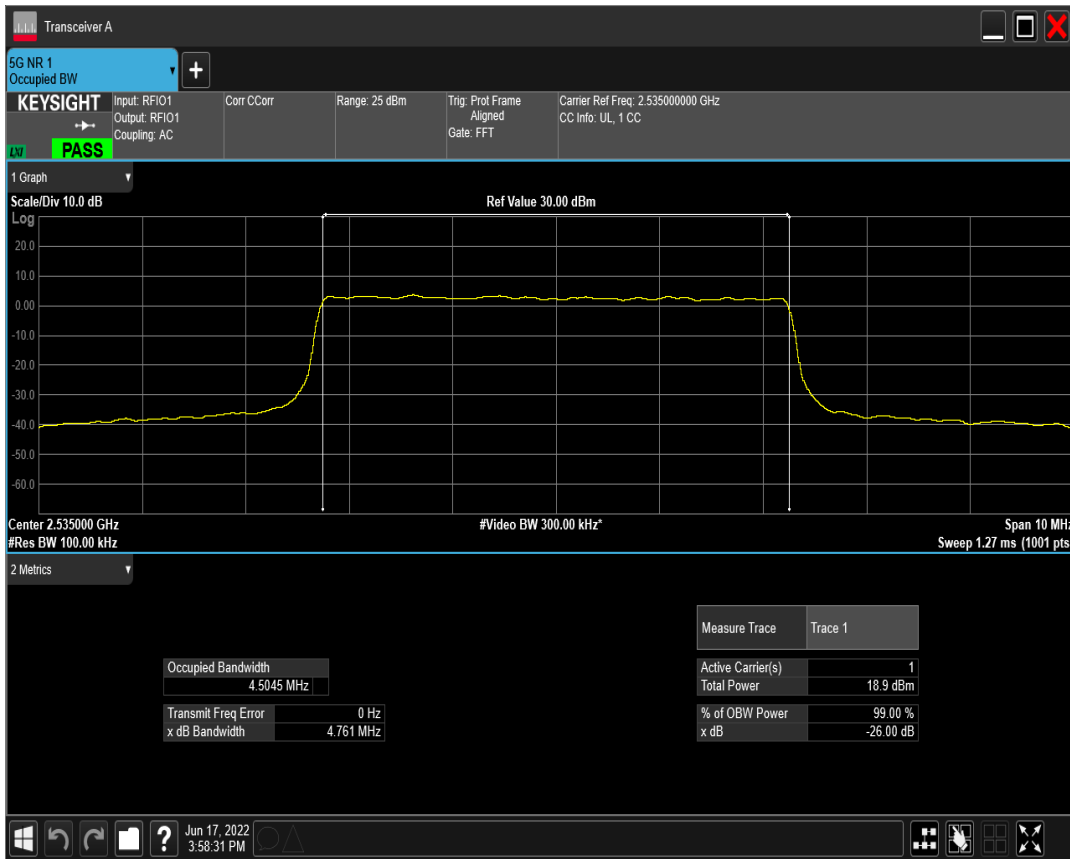 Transceiver A
5G NR 1
Occupied BW
+
KEYSIGHT
LXI
PASS
Input: RFIO1
Output: RFIO1
Coupling: AC
Corr CCorr
Range: 25 dBm
Trig: Prot Frame
Aligned
Gate: FFT
Carrier Ref Freq: 2.535000000 GHz
CC Info: UL, 1 CC
1 Graph
Scale/Div 10.0 dB
Ref Value 30.00 dBm
Log
20.0
10.0
0.00
-10.0
-20.0
-30.0
-40.0
-50.0
-60.0
Center 2.535000 GHz
#Video BW 300.00 kHz*
Span 10 MHz
#Res BW 100.00 kHz
Sweep 1.27 ms (1001 pts
2 Metrics
Measure Trace Trace 1
Occupied Bandwidth
4.5045 MHz
Active Carrier(s) 1
Total Power 18.9 dBm
Transmit Freq Error 0 Hz
x dB Bandwidth 4.761 MHz
% of OBW Power 99.00 %
x dB -26.00 dB
?
Jun 17, 2022
3:58:31 PM